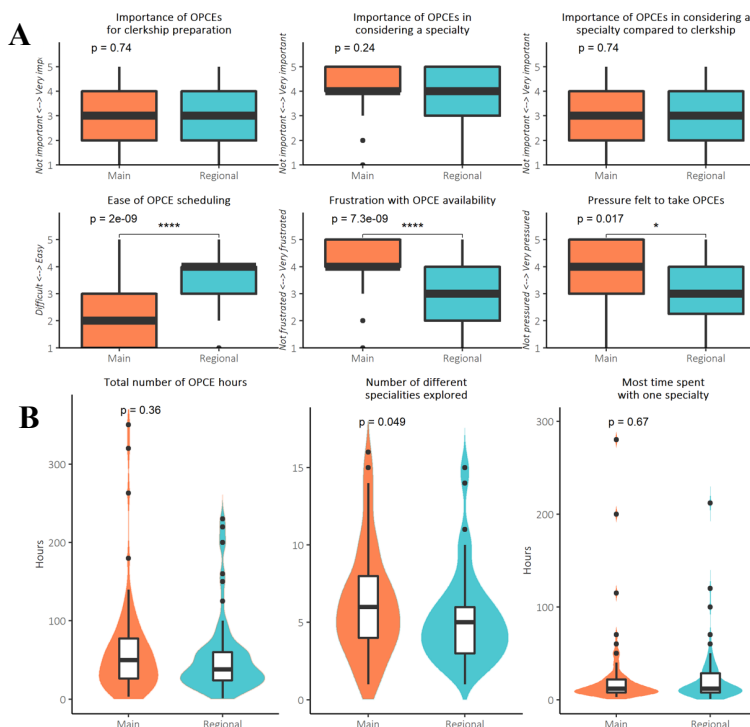 A
Importance of OPCEs
for clerkship preparation
p = 0.74
Not important <--> Very imp.
5
4
3
2
1
Main
Regional
Importance of OPCEs in
considering a specialty
p = 0.24
Not important <--> Very important
5
4
3
2
1
Main
Regional
Importance of OPCEs in considering a
specialty compared to clerkship
p = 0.74
Not important <--> Very important
5
4
3
2
1
Main
Regional
Ease of OPCE scheduling
p = 2e-09
****
Difficult <--> Easy
5
4
3
2
1
Main
Regional
Frustration with OPCE availability
p = 7.3e-09
****
Not frustrated <--> Very frustrated
5
4
3
2
1
Main
Regional
Pressure felt to take OPCEs
p = 0.017
*
Not pressured <--> Very pressured
5
4
3
2
1
Main
Regional
B
Total number of OPCE hours
p = 0.36
Hours
300
200
100
0
Main
Regional
Number of different
specialities explored
p = 0.049
15
10
5
0
Main
Regional
Most time spent
with one specialty
p = 0.67
Hours
300
200
100
0
Main
Regional